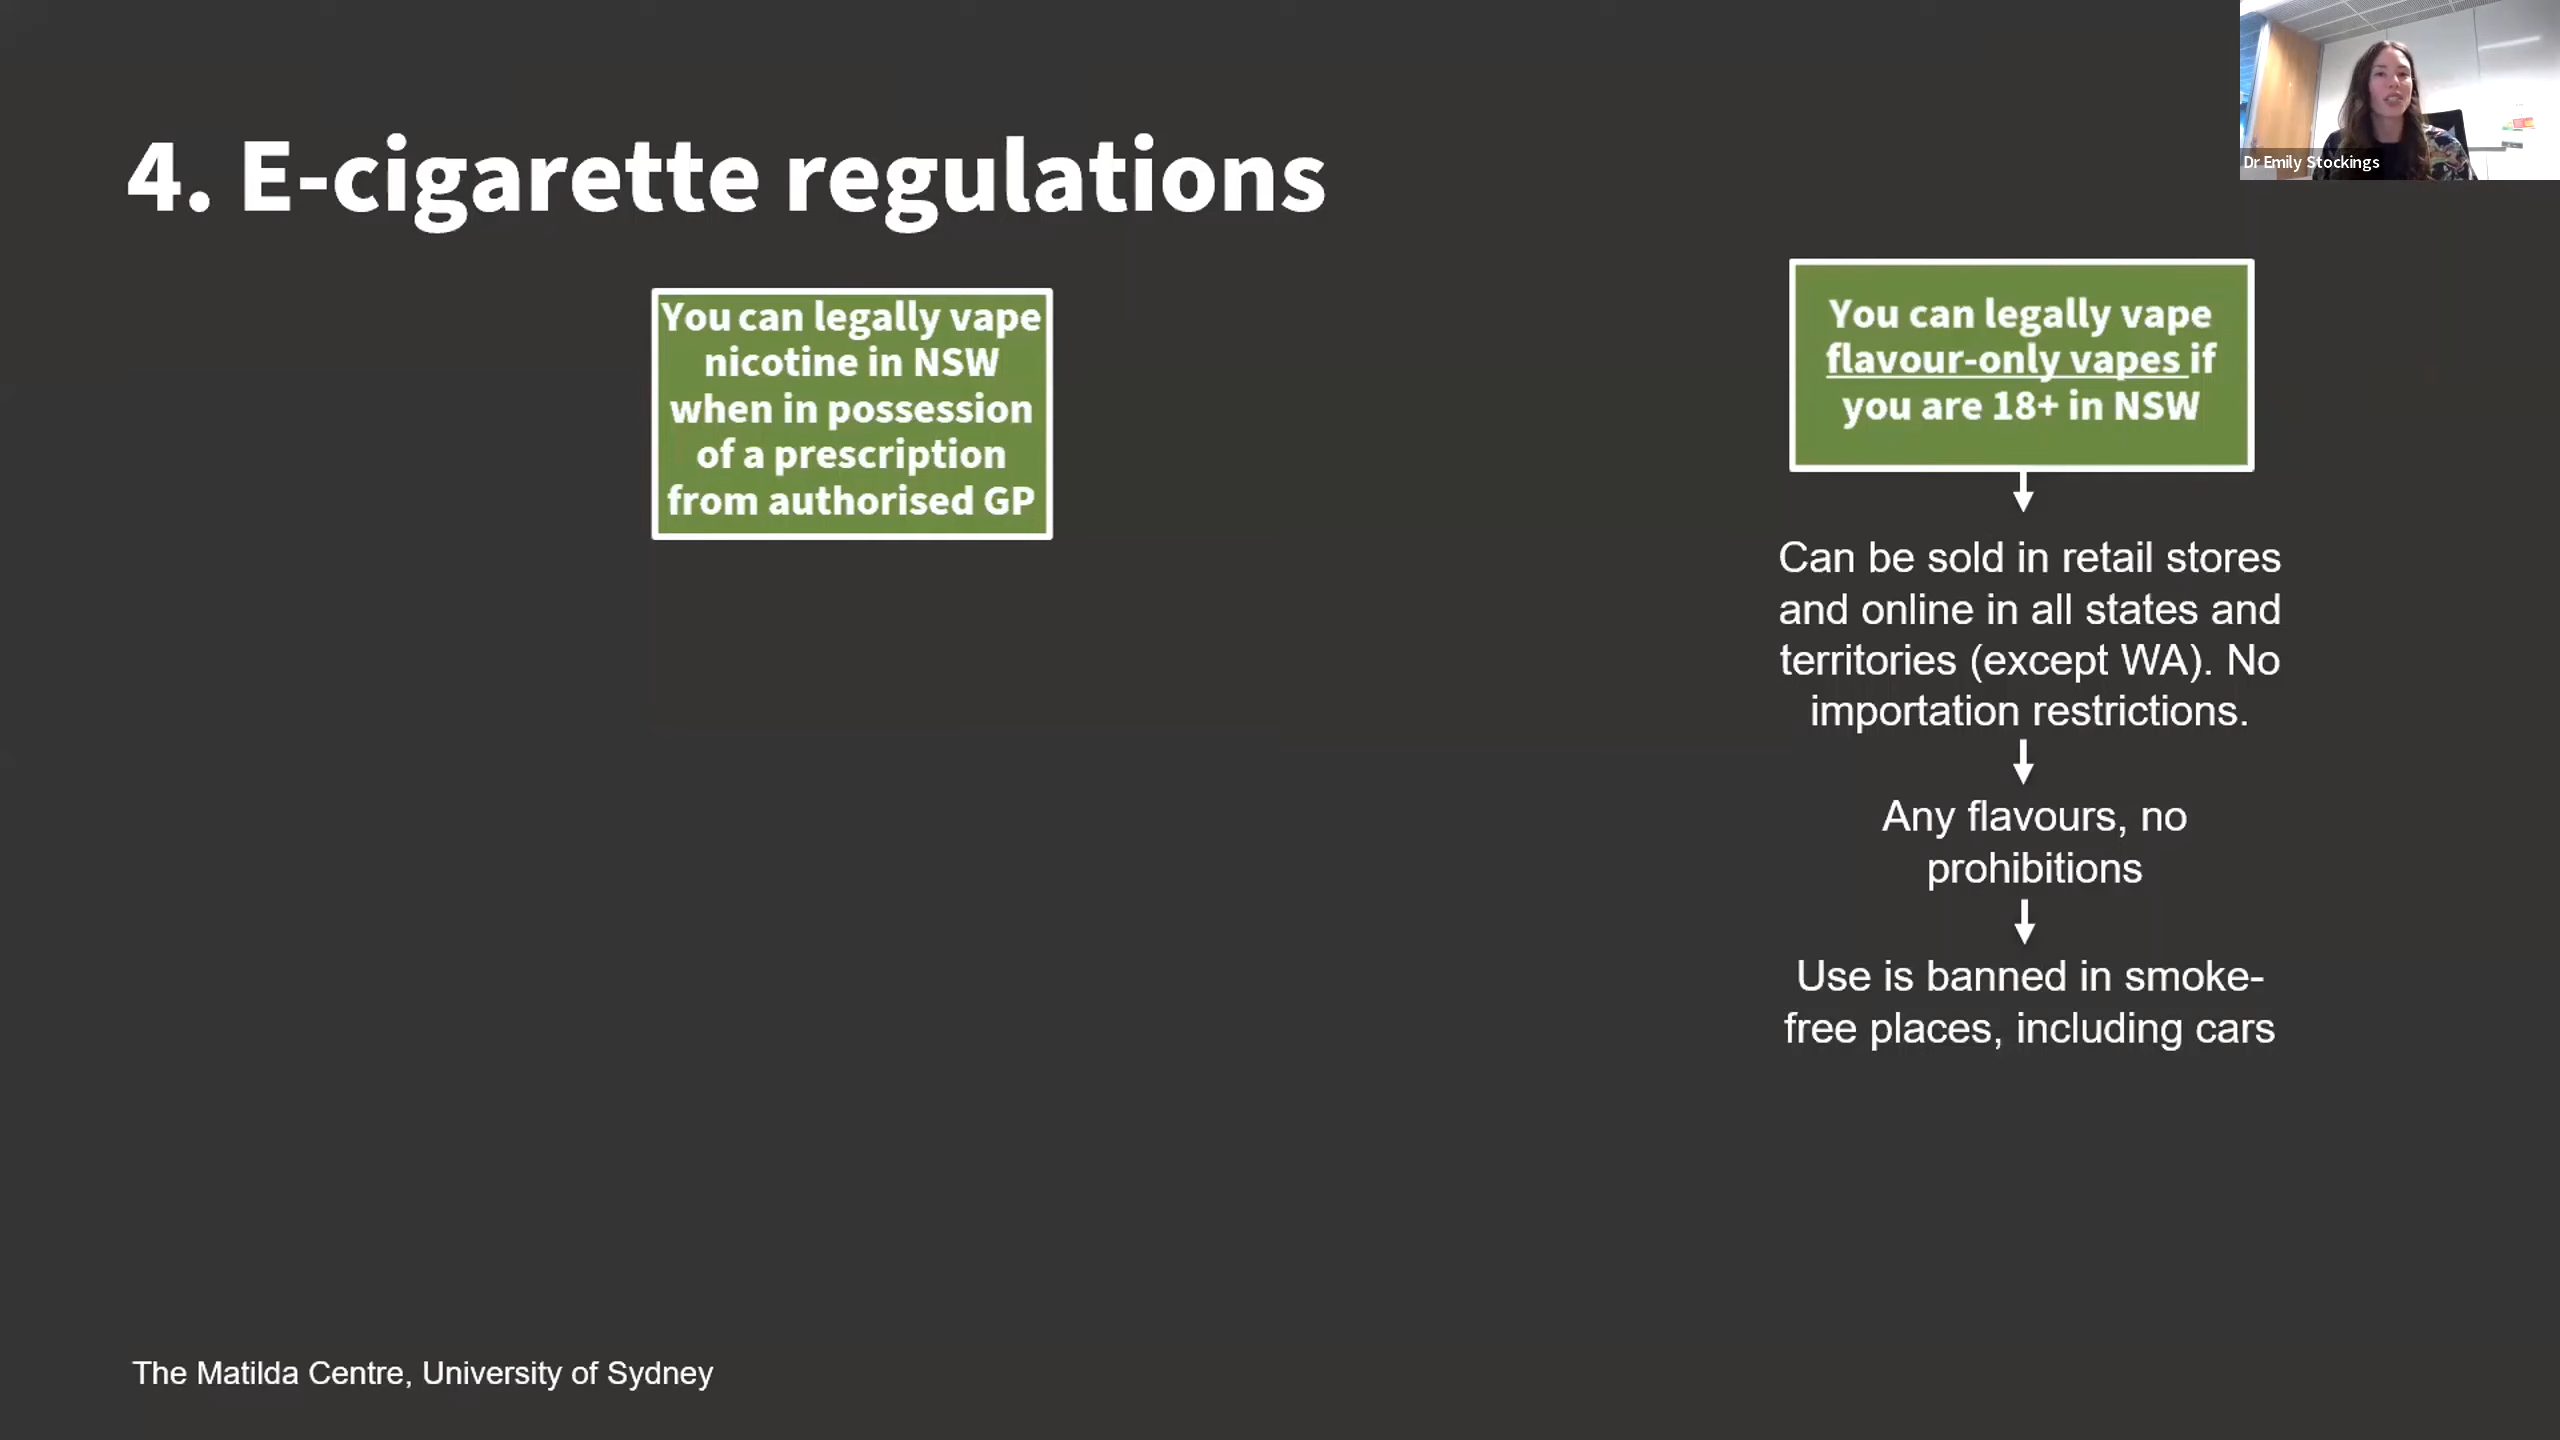 Dr Emily Stockings
4. E-cigarette regulations
You can legally vape
nicotine in NSW
when in possession
of a prescription
from authorised GP
You can legally vape
flavour-only vapes if
you are 18+ in NSW
Can be sold in retail stores
and online in all states and
territories (except WA). No
importation restrictions.
Any flavours, no
prohibitions
Use is banned in smoke-
free places, including cars
The Matilda Centre, University of Sydney